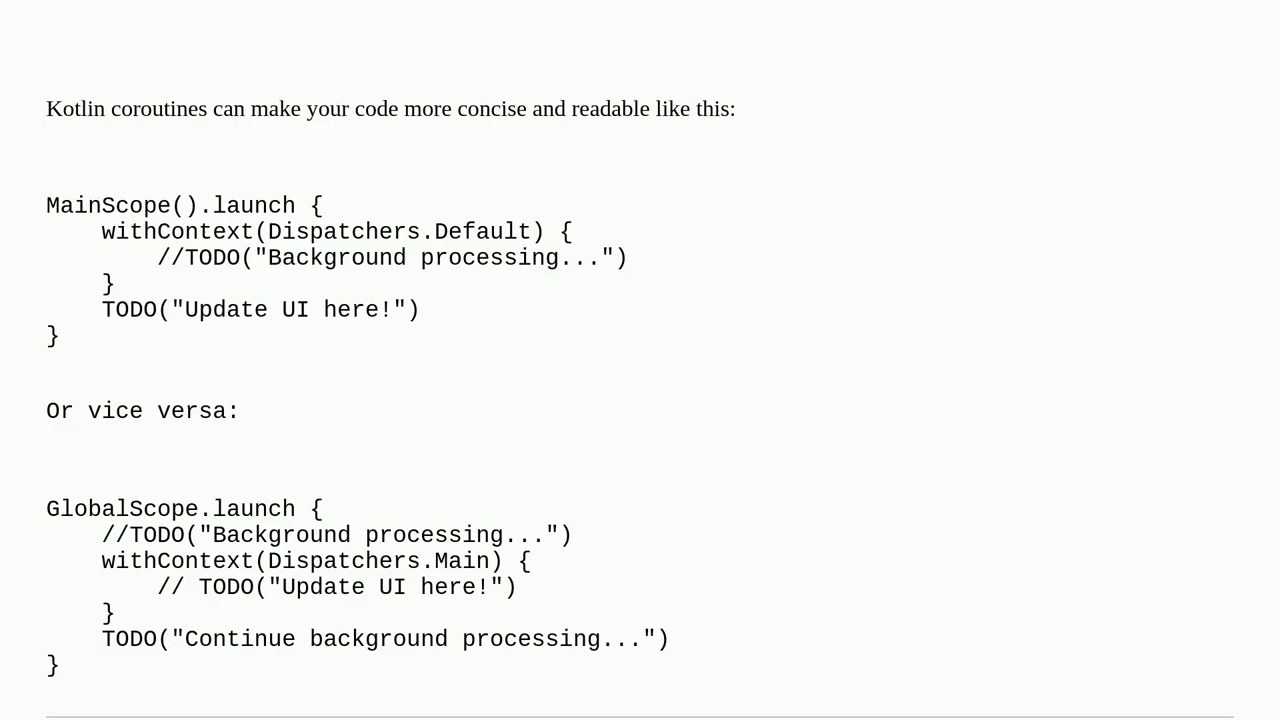 Kotlin coroutines can make your code more concise and readable like this:
MainScope().launch {
    withContext(Dispatchers.Default) {
        //TODO("Background processing...")
    }
    TODO("Update UI here!")
}
Or vice versa:
GlobalScope.launch {
    //TODO("Background processing...")
    withContext(Dispatchers.Main) {
        // TODO("Update UI here!")
    }
    TODO("Continue background processing...")
}